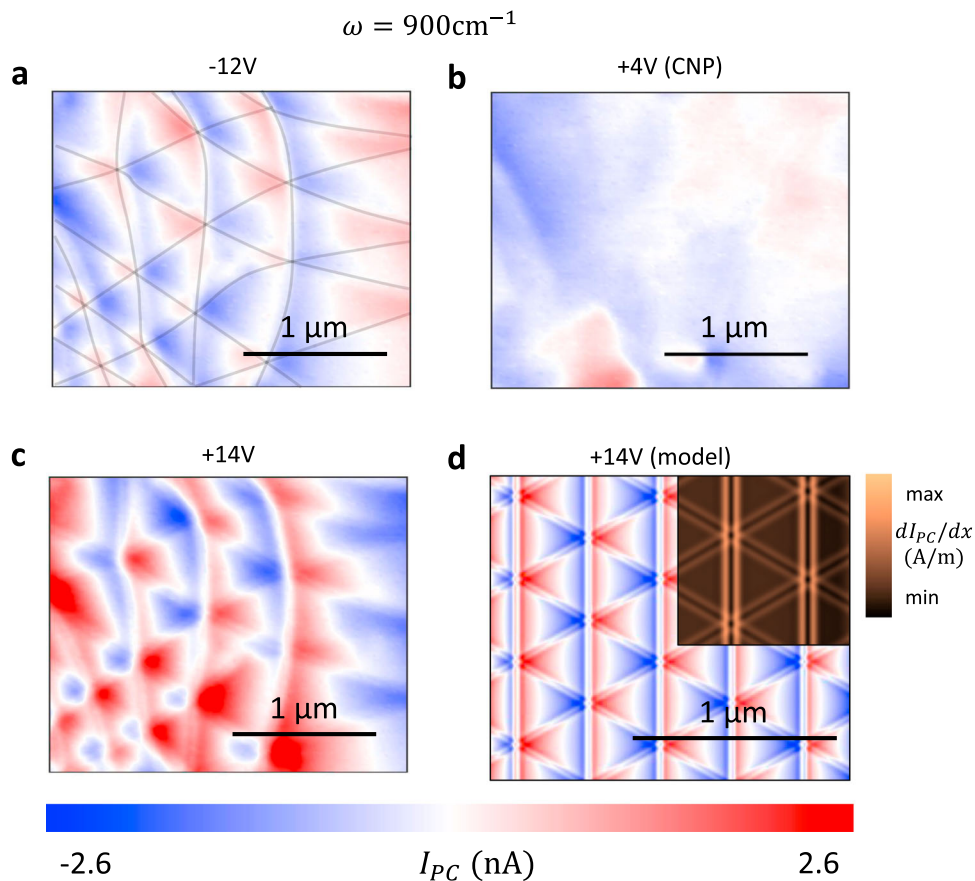 ω = 900cm⁻¹
a
-12V
b
+4V (CNP)
1 μm
1 μm
c
+14V
d
+14V (model)
max
dI_PC/dx
(A/m)
min
1 μm
1 μm
-2.6
I_PC (nA)
2.6